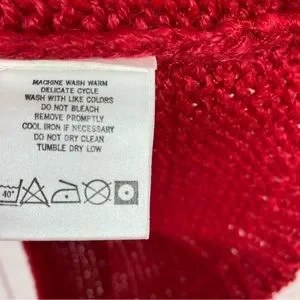 MACHINE WASH WARM
DELICATE CYCLE
WASH WITH LIKE COLORS
DO NOT BLEACH
REMOVE PROMPTLY
COOL IRON IF NECESSARY
DO NOT DRY CLEAN
TUMBLE DRY LOW
40°